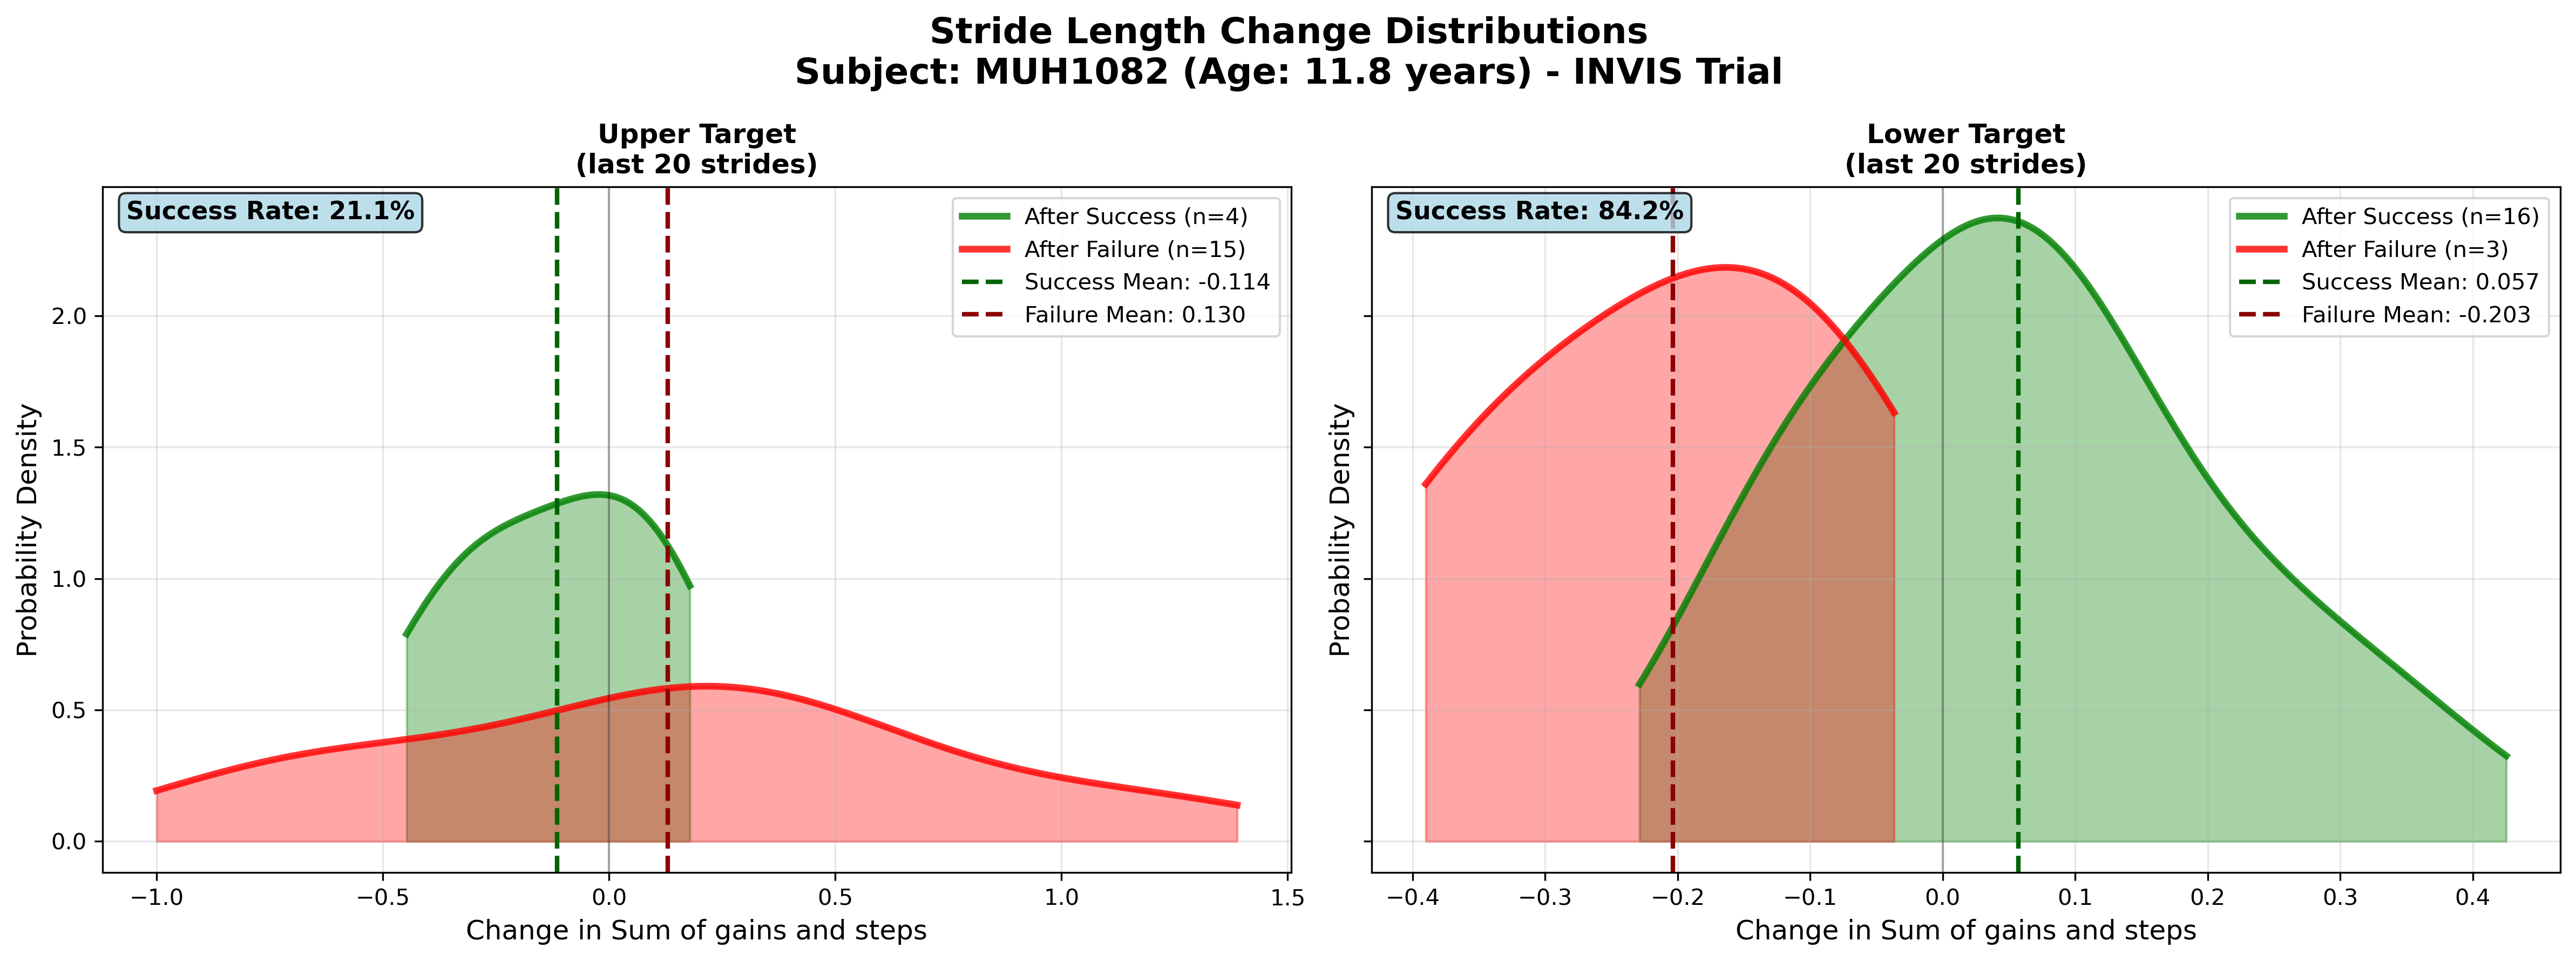 Stride Length Change Distributions
Subject: MUH1082 (Age: 11.8 years) - INVIS Trial
Upper Target
(last 20 strides)
Success Rate: 21.1%
After Success (n=4)
After Failure (n=15)
Success Mean: -0.114
Failure Mean: 0.130
Probability Density
2.0
1.5
1.0
0.5
0.0
−1.0 −0.5 0.0 0.5 1.0 1.5
Change in Sum of gains and steps
Lower Target
(last 20 strides)
Success Rate: 84.2%
After Success (n=16)
After Failure (n=3)
Success Mean: 0.057
Failure Mean: -0.203
Probability Density
−0.4 −0.3 −0.2 −0.1 0.0 0.1 0.2 0.3 0.4
Change in Sum of gains and steps